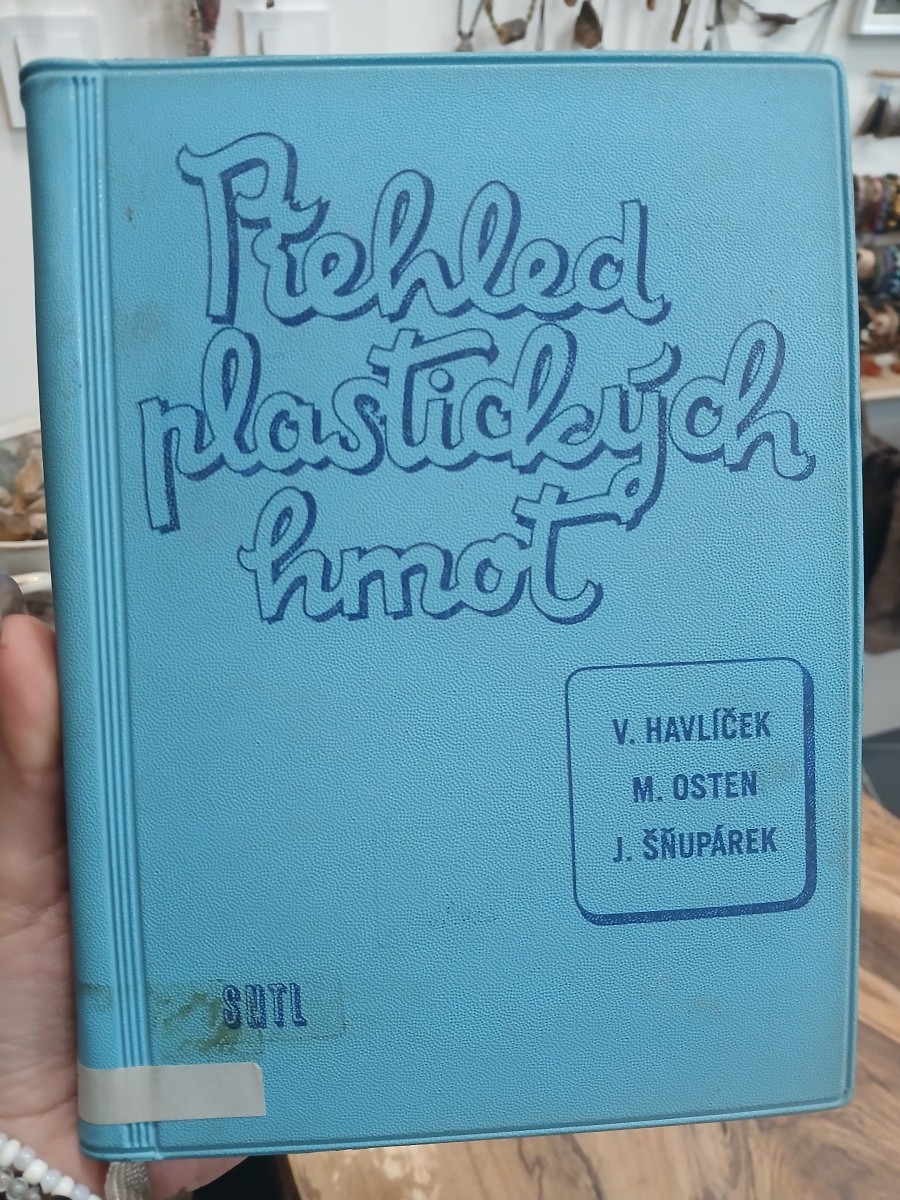 Přehled
plastických
hmot
V. HAVLÍČEK
M. OSTEN
J. ŠŇUPÁREK
SNTL